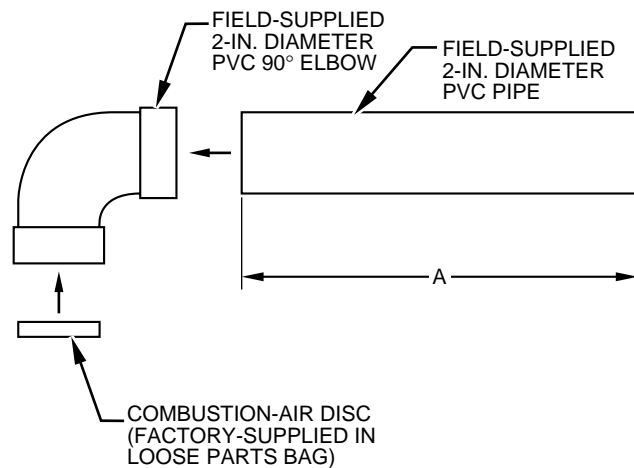 FIELD-SUPPLIED
2-IN. DIAMETER
PVC 90° ELBOW
FIELD-SUPPLIED
2-IN. DIAMETER
PVC PIPE
A
COMBUSTION-AIR DISC
(FACTORY-SUPPLIED IN
LOOSE PARTS BAG)